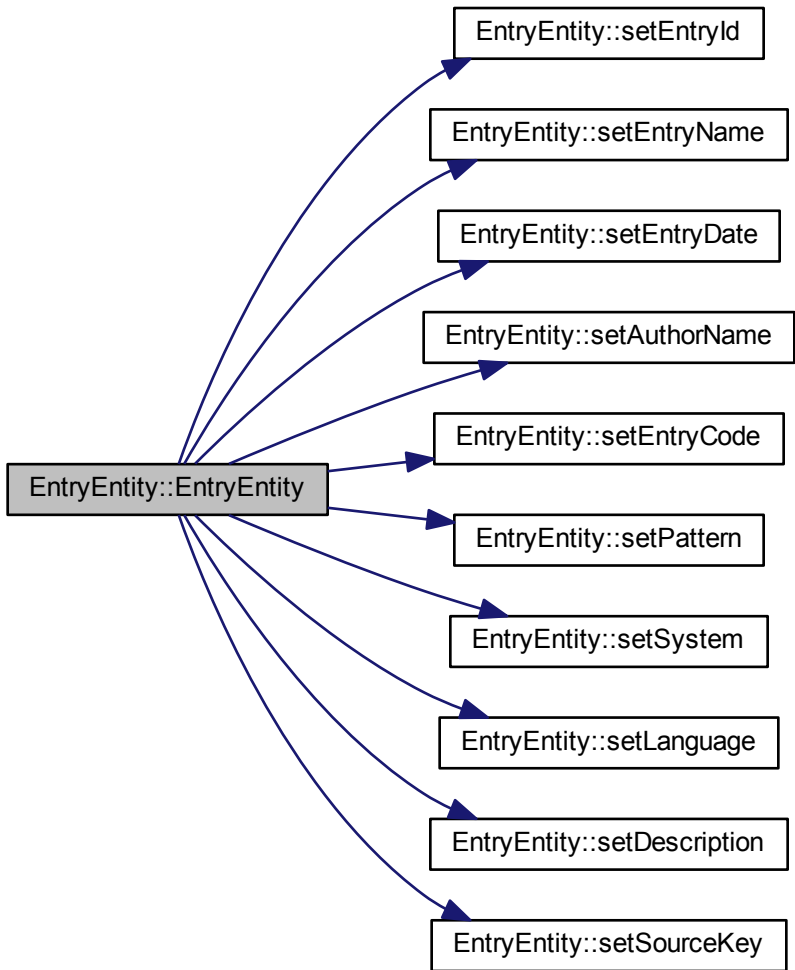 EntryEntity::setEntryId
EntryEntity::setEntryName
EntryEntity::setEntryDate
EntryEntity::setAuthorName
EntryEntity::setEntryCode
EntryEntity::EntryEntity
EntryEntity::setPattern
EntryEntity::setSystem
EntryEntity::setLanguage
EntryEntity::setDescription
EntryEntity::setSourceKey